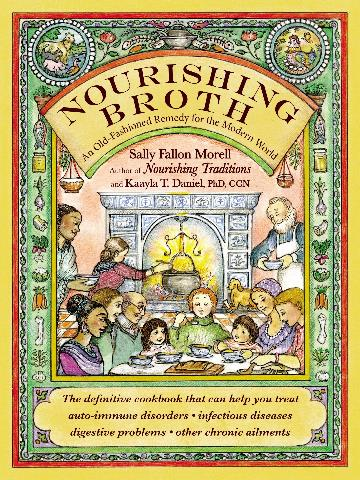 NOURISHING
BROTH
An Old-Fashioned Remedy for the Modern World
Sally Fallon Morell
Author of Nourishing Traditions
and Kaayla T. Daniel, PhD, CCN
The definitive cookbook that can help you treat
auto-immune disorders • infectious diseases
digestive problems • other chronic ailments